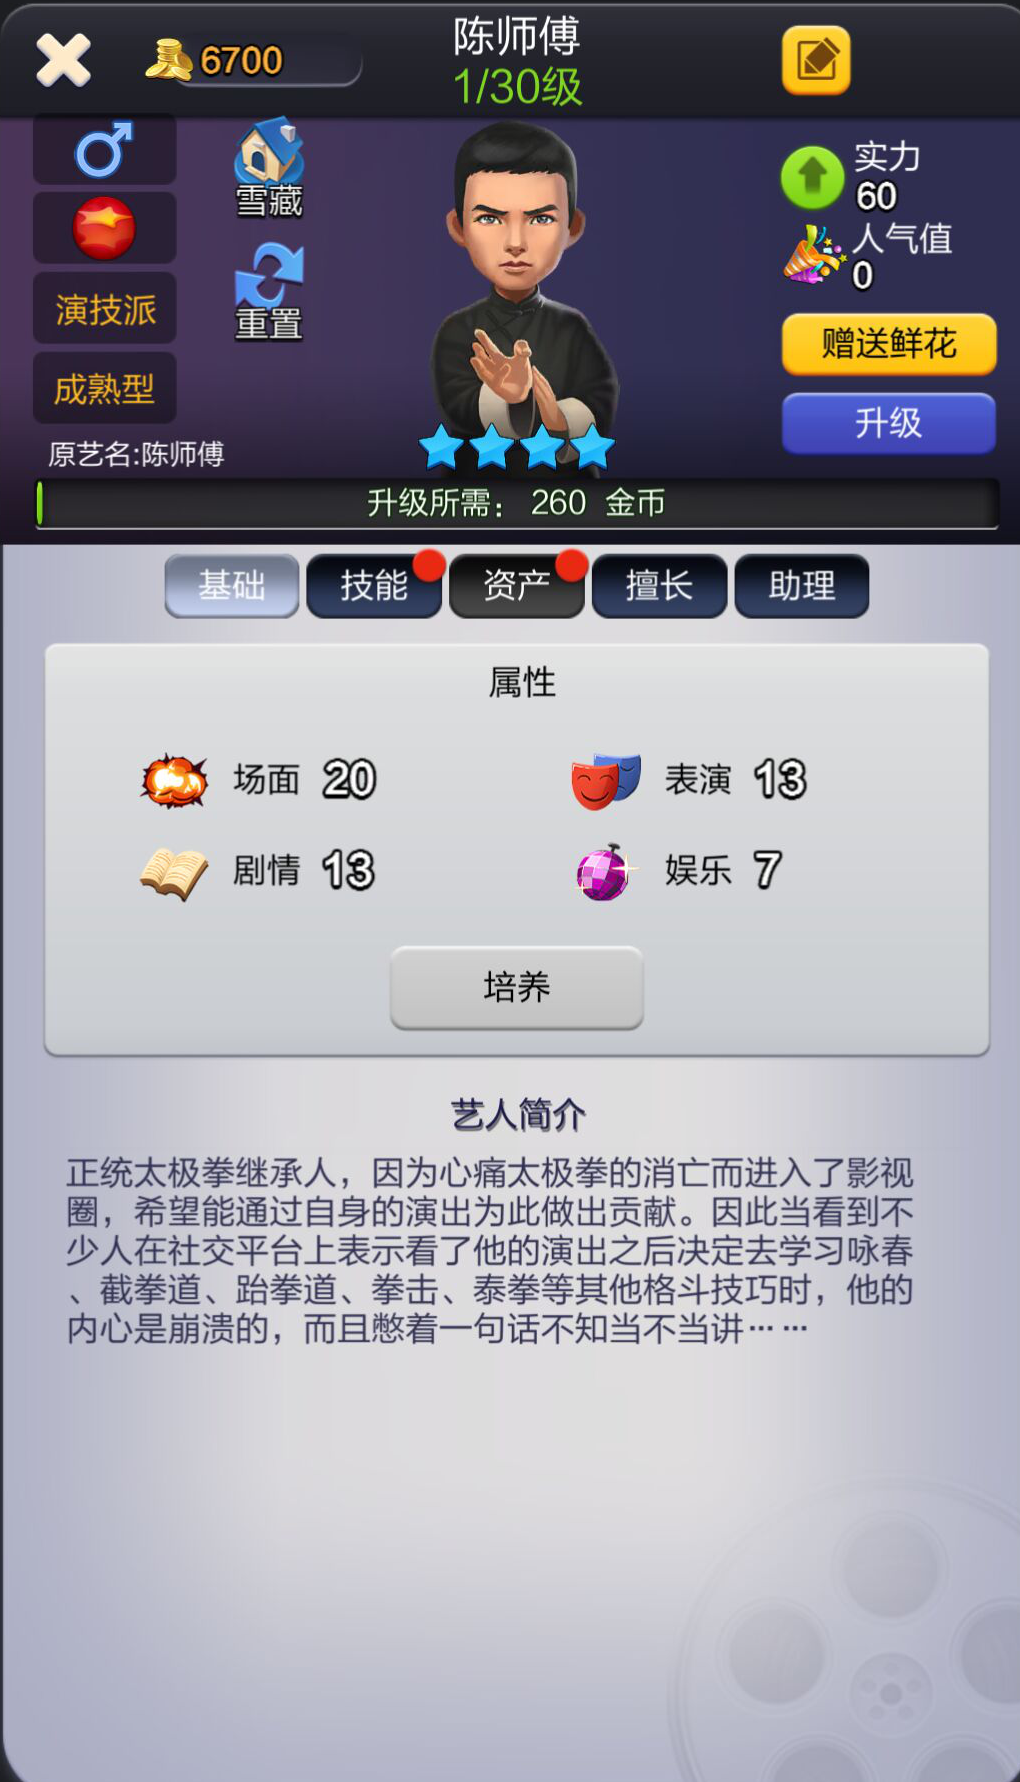 陈师傅
6700
1/30级
雪藏
重置
演技派
成熟型
原艺名:陈师傅
实力
60
人气值
0
赠送鲜花
升级
升级所需： 260 金币
基础 技能 资产 擅长 助理
属性
场面 20 表演 13
剧情 13 娱乐 7
培养
艺人简介
正统太极拳继承人，因为心痛太极拳的消亡而进入了影视
圈，希望能通过自身的演出为此做出贡献。因此当看到不
少人在社交平台上表示看了他的演出之后决定去学习咏春
、截拳道、跆拳道、拳击、泰拳等其他格斗技巧时，他的
内心是崩溃的，而且憋着一句话不知当不当讲……